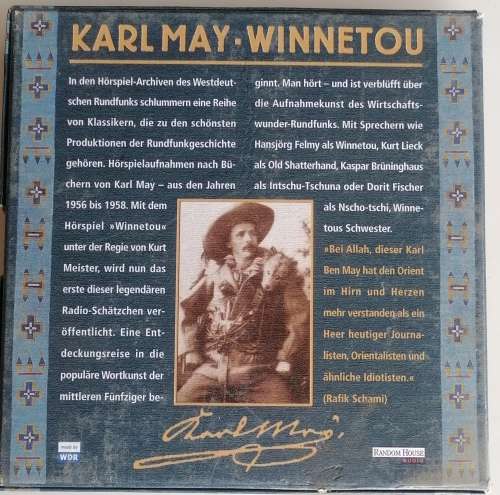 KARL MAY · WINNETOU
In den Hörspiel-Archiven des Westdeut-
schen Rundfunks schlummern eine Reihe
von Klassikern, die zu den schönsten
Produktionen der Rundfunkgeschichte
gehören. Hörspielaufnahmen nach Bü-
chern von Karl May – aus den Jahren
1956 bis 1958. Mit dem
Hörspiel »Winnetou«
unter der Regie von Kurt
Meister, wird nun das
erste dieser legendären
Radio-Schätzchen ver-
öffentlicht. Eine Ent-
deckungsreise in die
populäre Wortkunst der
mittleren Fünfziger be-
ginnt. Man hört – und ist verblüfft über
die Aufnahmekunst des Wirtschafts-
wunder-Rundfunks. Mit Sprechern wie
Hansjörg Felmy als Winnetou, Kurt Lieck
als Old Shatterhand, Kaspar Brüninghaus
als Intschu-Tschuna oder Dorit Fischer
als Nscho-tschi, Winne-
tous Schwester.
»Bei Allah, dieser Karl
Ben May hat den Orient
im Hirn und Herzen
mehr verstanden als ein
Heer heutiger Journa-
listen, Orientalisten und
ähnliche Idiotisten.«
(Rafik Schami)
Karl May.
made by
WDR
RANDOM HOUSE
AUDIO